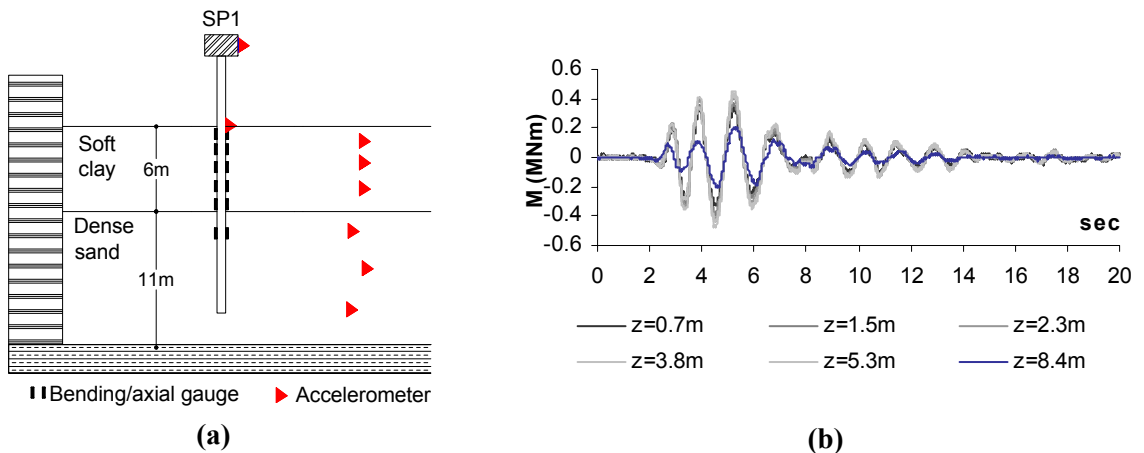 SP1
Soft
clay
6m
Dense
sand
11m
Bending/axial gauge
Accelerometer
(a)
M (MNm)
0.6
0.4
0.2
0
-0.2
-0.4
-0.6
sec
0 2 4 6 8 10 12 14 16 18 20
z=0.7m z=1.5m z=2.3m
z=3.8m z=5.3m z=8.4m
(b)